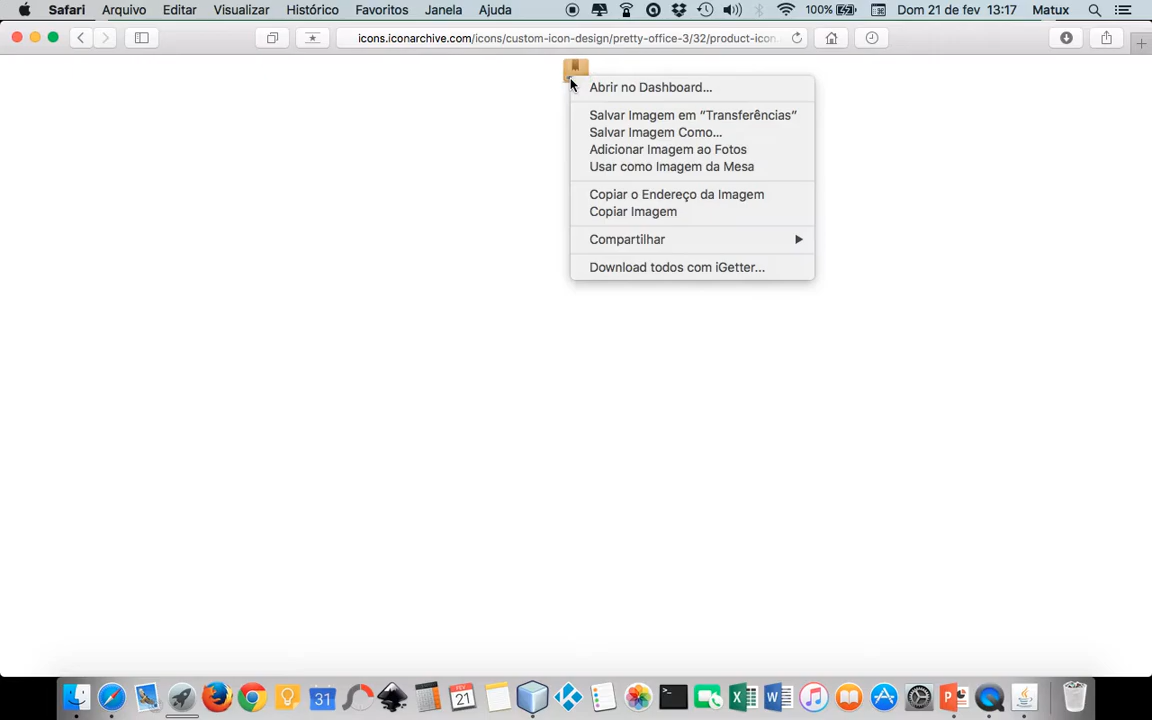 Safari Arquivo Editar Visualizar Histórico Favoritos Janela Ajuda 100% Dom 21 de fev 13:17 Matux
icons.iconarchive.com/icons/custom-icon-design/pretty-office-3/32/product-icon.
Abrir no Dashboard...
Salvar Imagem em “Transferências”
Salvar Imagem Como...
Adicionar Imagem ao Fotos
Usar como Imagem da Mesa
Copiar o Endereço da Imagem
Copiar Imagem
Compartilhar
Download todos com iGetter...
31
FEV
21